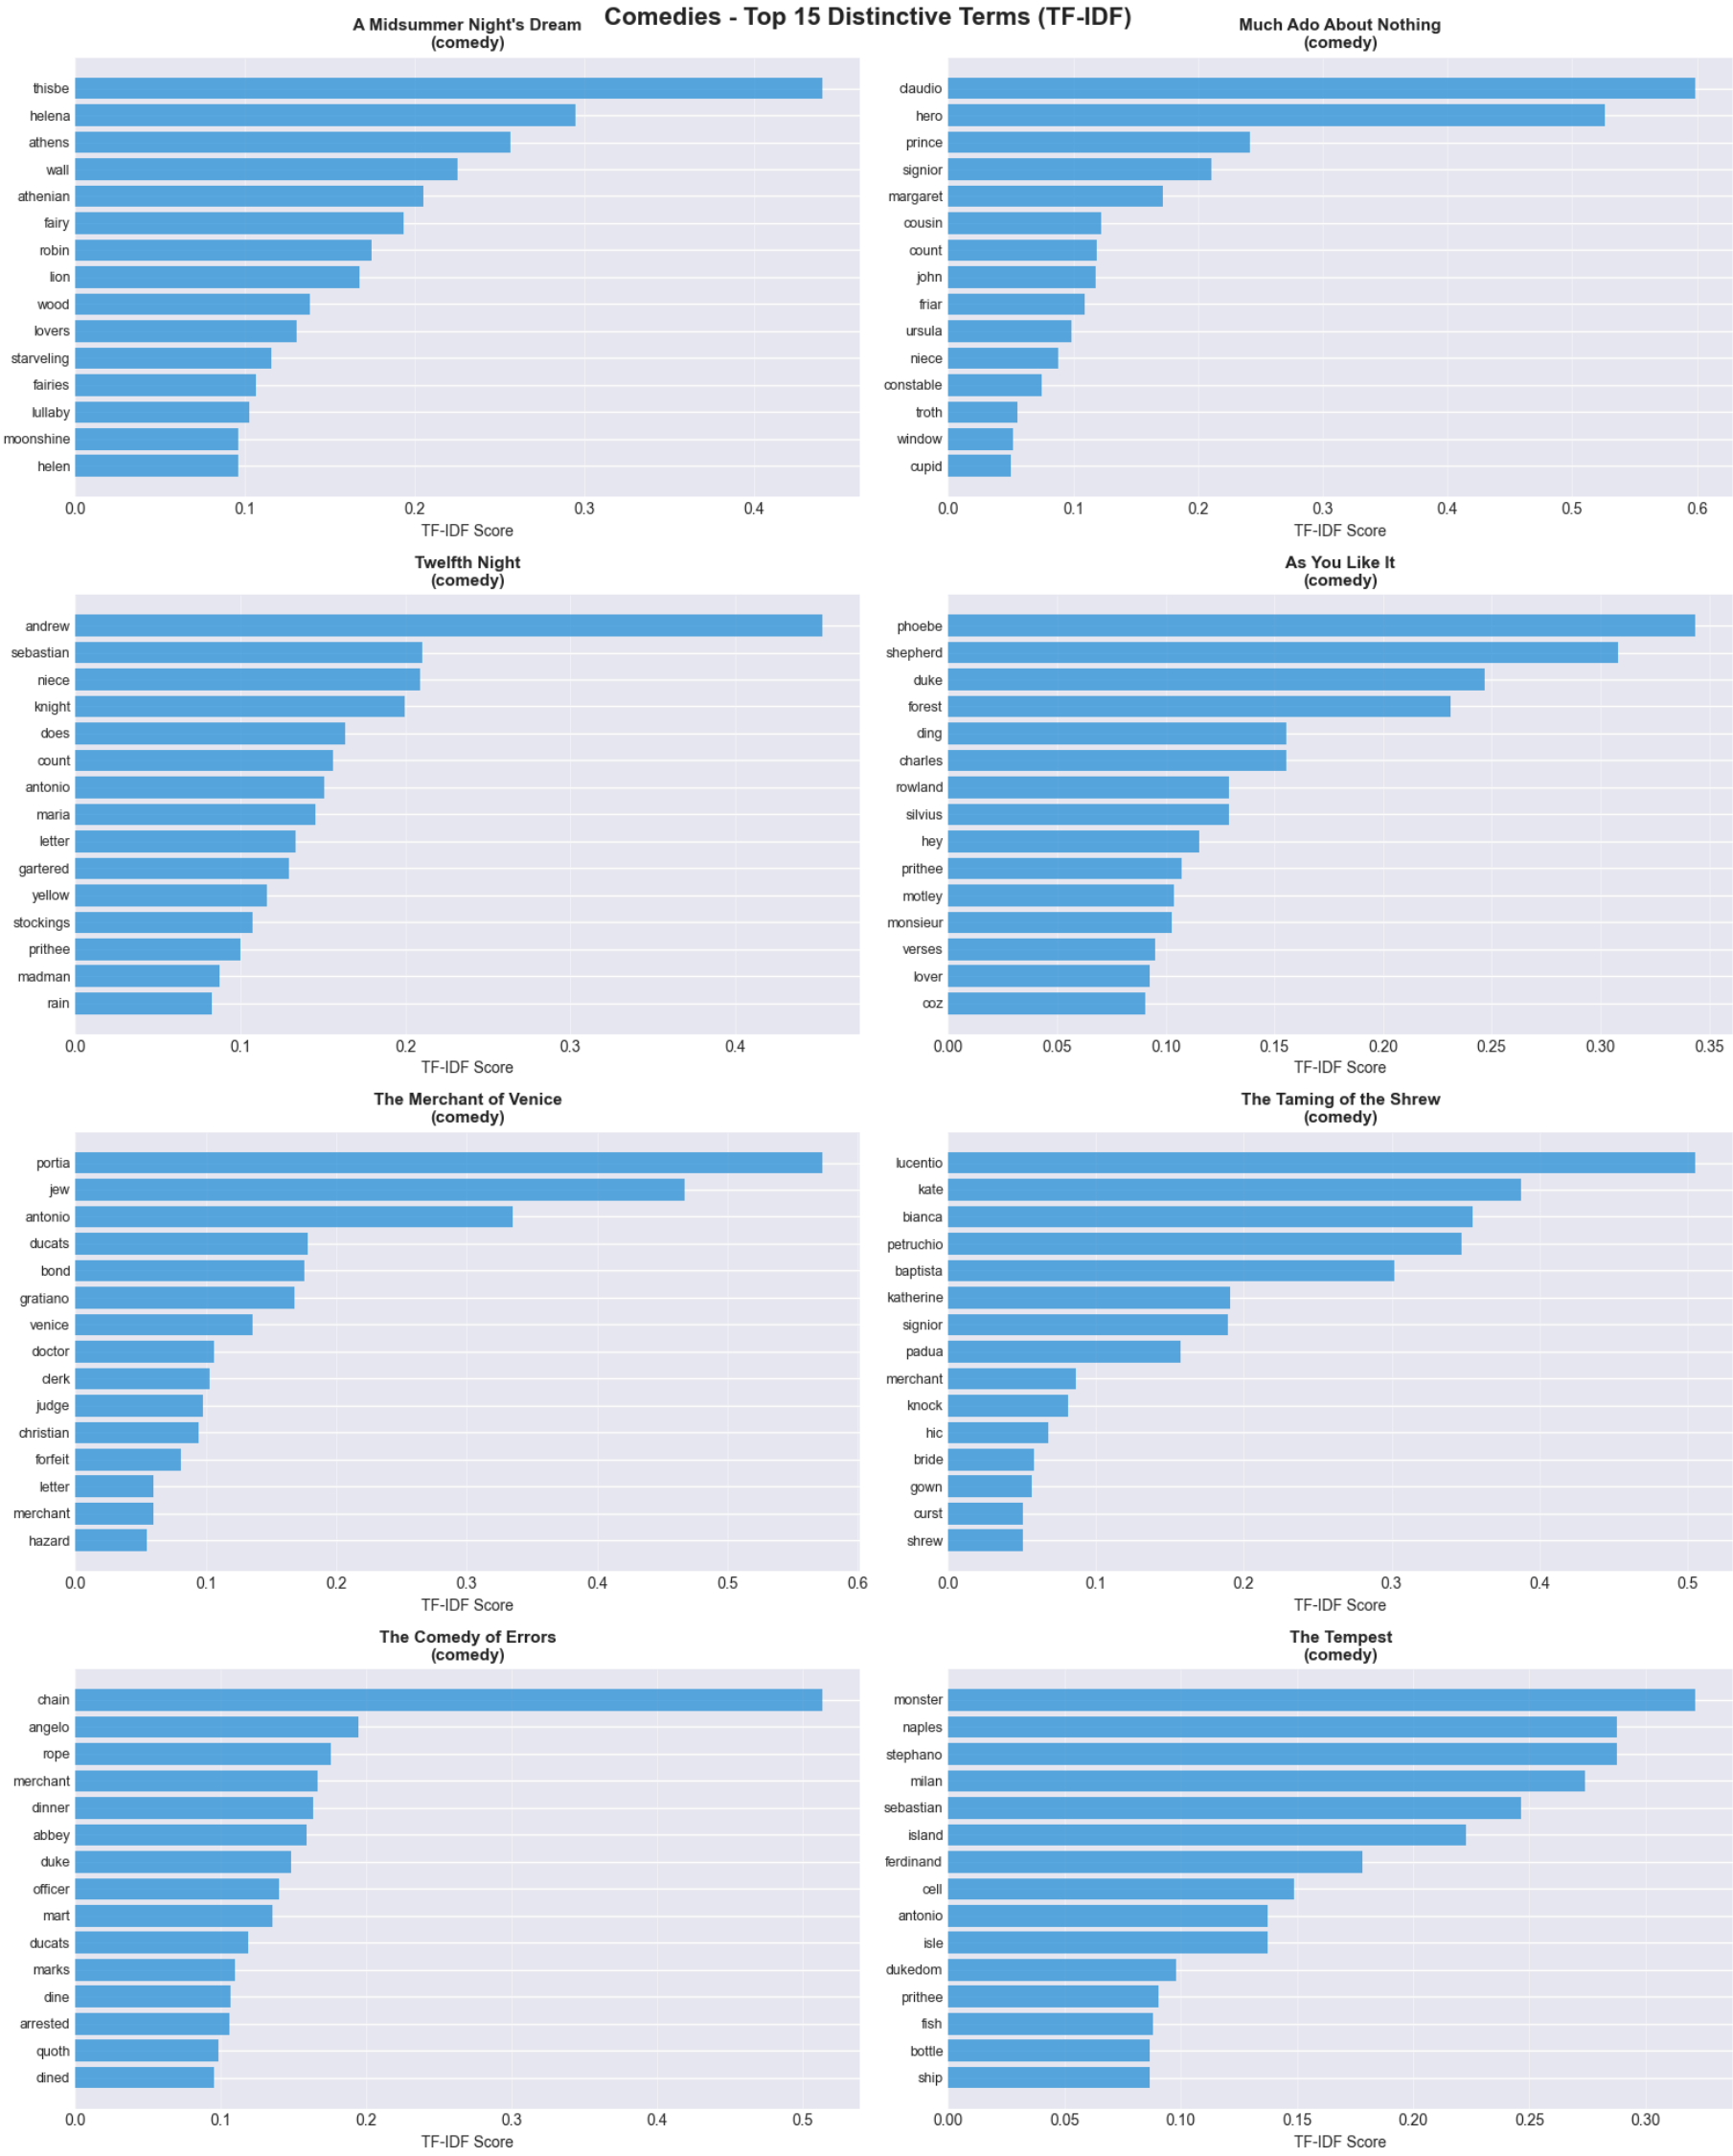 Comedies - Top 15 Distinctive Terms (TF-IDF)
A Midsummer Night's Dream
(comedy)
thisbe
helena
athens
wall
athenian
fairy
robin
lion
wood
lovers
starveling
fairies
lullaby
moonshine
helen
0.0 0.1 0.2 0.3 0.4
TF-IDF Score
Much Ado About Nothing
(comedy)
claudio
hero
prince
signior
margaret
cousin
count
john
friar
ursula
niece
constable
troth
window
cupid
0.0 0.1 0.2 0.3 0.4 0.5 0.6
TF-IDF Score
Twelfth Night
(comedy)
andrew
sebastian
niece
knight
does
count
antonio
maria
letter
gartered
yellow
stockings
prithee
madman
rain
0.0 0.1 0.2 0.3 0.4
TF-IDF Score
As You Like It
(comedy)
phoebe
shepherd
duke
forest
ding
charles
rowland
silvius
hey
prithee
motley
monsieur
verses
lover
coz
0.00 0.05 0.10 0.15 0.20 0.25 0.30 0.35
TF-IDF Score
The Merchant of Venice
(comedy)
portia
jew
antonio
ducats
bond
gratiano
venice
doctor
clerk
judge
christian
forfeit
letter
merchant
hazard
0.0 0.1 0.2 0.3 0.4 0.5 0.6
TF-IDF Score
The Taming of the Shrew
(comedy)
lucentio
kate
bianca
petruchio
baptista
katherine
signior
padua
merchant
knock
hic
bride
gown
curst
shrew
0.0 0.1 0.2 0.3 0.4 0.5
TF-IDF Score
The Comedy of Errors
(comedy)
chain
angelo
rope
merchant
dinner
abbey
duke
officer
mart
ducats
marks
dine
arrested
quoth
dined
0.0 0.1 0.2 0.3 0.4 0.5
TF-IDF Score
The Tempest
(comedy)
monster
naples
stephano
milan
sebastian
island
ferdinand
cell
antonio
isle
dukedom
prithee
fish
bottle
ship
0.00 0.05 0.10 0.15 0.20 0.25 0.30
TF-IDF Score